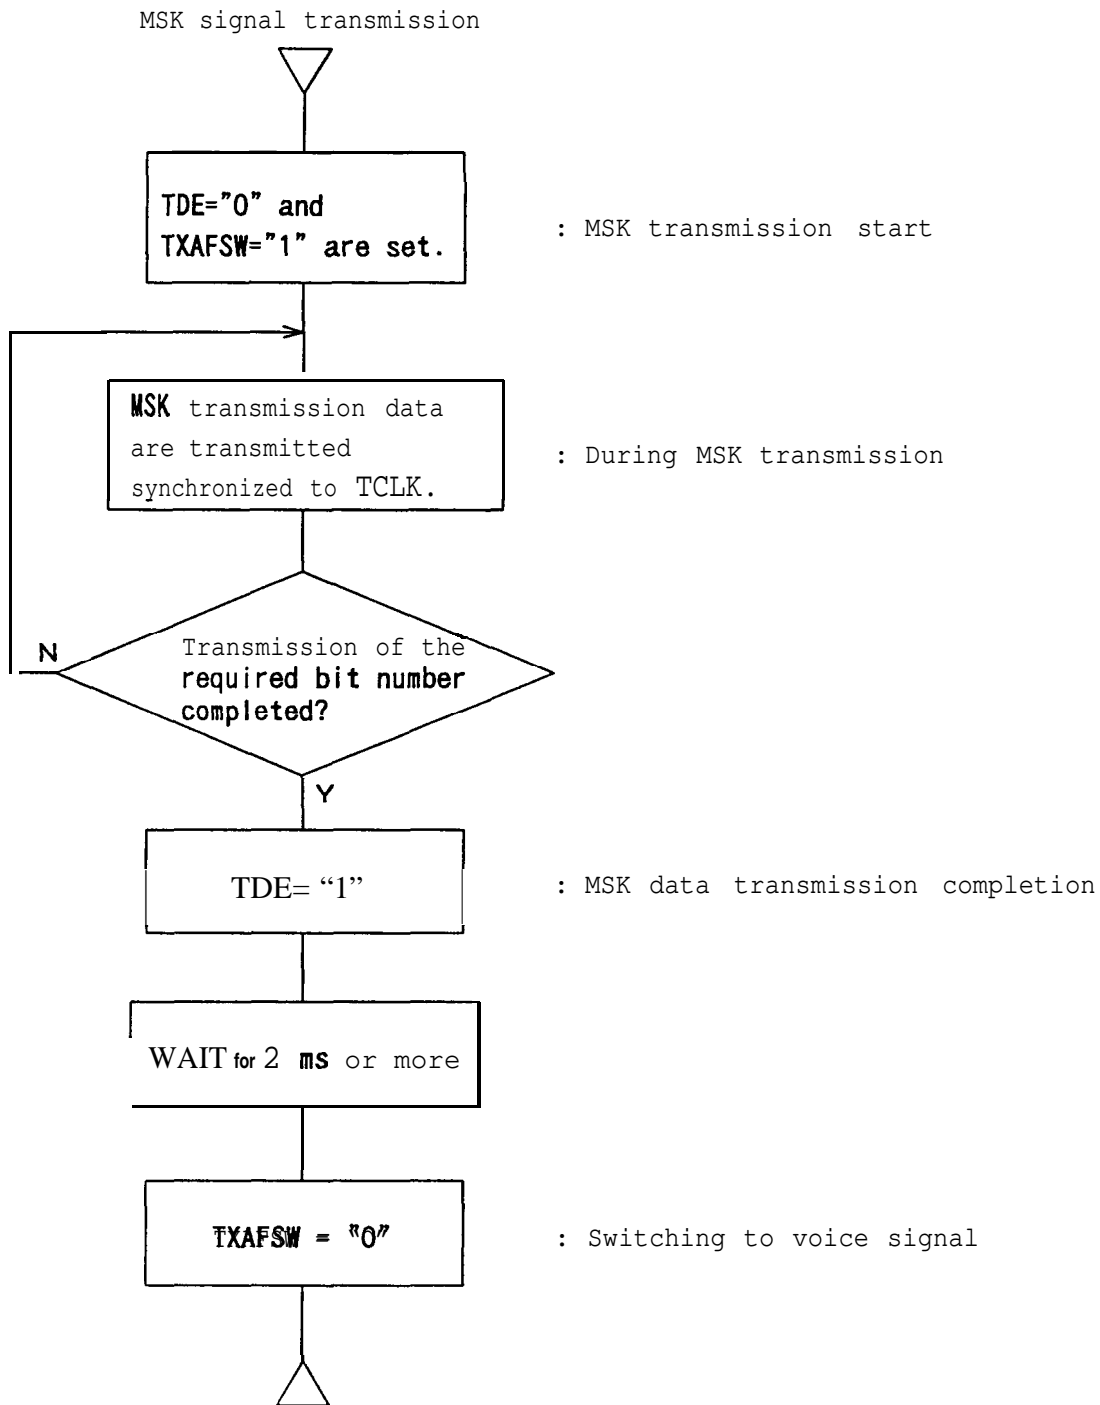 MSK signal transmission
TDE="0" and
TXAFSW="1" are set.
: MSK transmission start
MSK transmission data
are transmitted
synchronized to TCLK.
: During MSK transmission
N
Transmission of the
required bit number
completed?
Y
TDE= “1”
: MSK data transmission completion
WAIT for 2 ms or more
TXAFSW = "0"
: Switching to voice signal